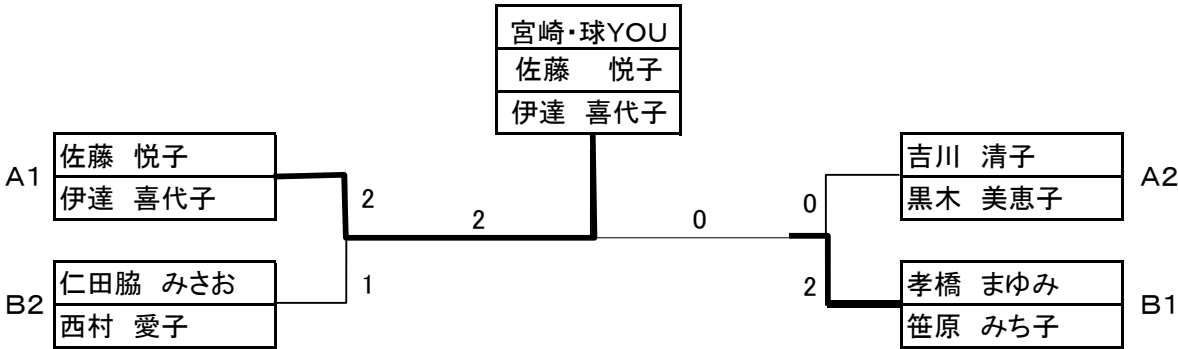 宮崎・球YOU
佐藤　悦子
伊達　喜代子
A1
佐藤　悦子
伊達　喜代子
2
1
B2
仁田脇　みさお
西村　愛子
2
0
吉川　清子
黒木　美恵子
A2
0
2
孝橋　まゆみ
笹原　みち子
B1